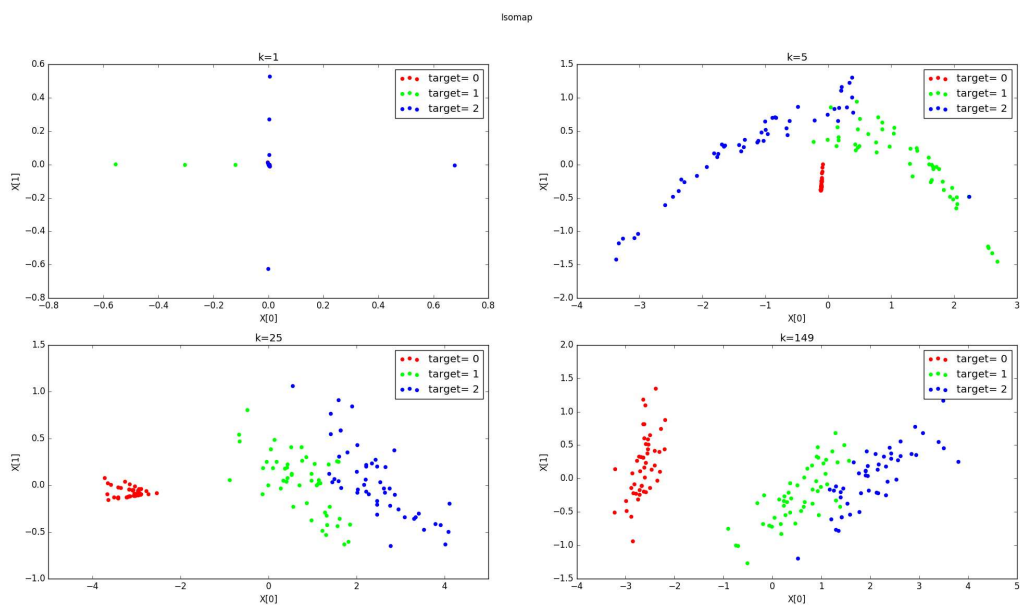 Isomap
k=1
0.6
0.4
0.2
0.0
−0.2
−0.4
−0.6
−0.8
X[1]
target= 0
target= 1
target= 2
−0.8 −0.6 −0.4 −0.2 0.0 0.2 0.4 0.6 0.8
X[0]
k=5
1.5
1.0
0.5
0.0
−0.5
−1.0
−1.5
−2.0
X[1]
target= 0
target= 1
target= 2
−4 −3 −2 −1 0 1 2 3
X[0]
k=25
1.5
1.0
0.5
0.0
−0.5
−1.0
X[1]
target= 0
target= 1
target= 2
−4 −2 0 2 4
X[0]
k=149
2.0
1.5
1.0
0.5
0.0
−0.5
−1.0
−1.5
X[1]
target= 0
target= 1
target= 2
−4 −3 −2 −1 0 1 2 3 4 5
X[0]